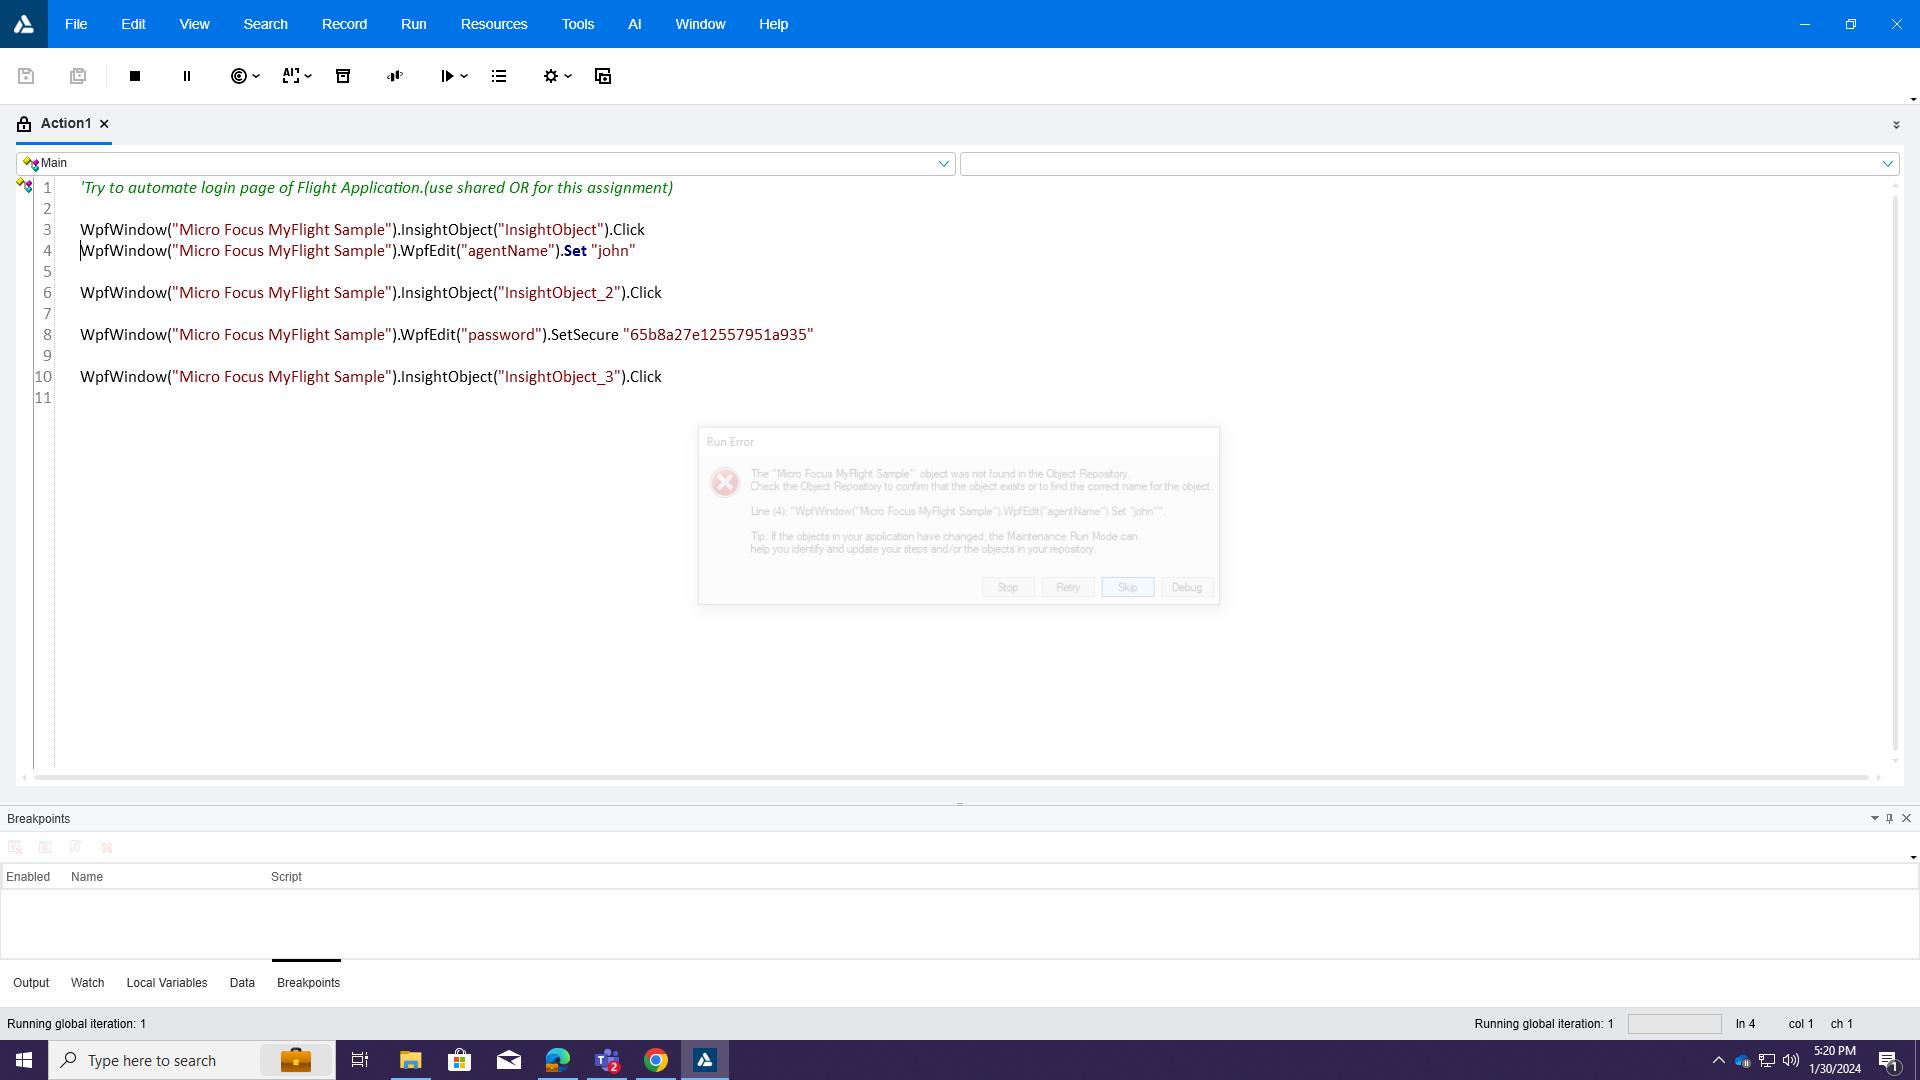 File Edit View Search Record Run Resources Tools AI Window Help
Action1
Main
1 'Try to automate login page of Flight Application.(use shared OR for this assignment)
2
3 WpfWindow("Micro Focus MyFlight Sample").InsightObject("InsightObject").Click
4 WpfWindow("Micro Focus MyFlight Sample").WpfEdit("agentName").Set "john"
5
6 WpfWindow("Micro Focus MyFlight Sample").InsightObject("InsightObject_2").Click
7
8 WpfWindow("Micro Focus MyFlight Sample").WpfEdit("password").SetSecure "65b8a27e12557951a935"
9
10 WpfWindow("Micro Focus MyFlight Sample").InsightObject("InsightObject_3").Click
11
Run Error
The "Micro Focus MyFlight Sample" object was not found in the Object Repository.
Check the Object Repository to confirm that the object exists or to find the correct name for the object.
Line (4): "WpfWindow("Micro Focus MyFlight Sample").WpfEdit("agentName").Set "john"".
Tip: If the objects in your application have changed, the Maintenance Run Mode can
help you identify and update your steps and/or the objects in your repository.
Stop Retry Skip Debug
Breakpoints
Enabled Name Script
Output Watch Local Variables Data Breakpoints
Running global iteration: 1 Running global iteration: 1 ln 4 col 1 ch 1
Type here to search
5:20 PM
1/30/2024